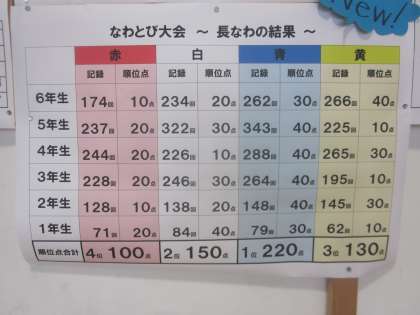 New!
なわとび大会 ～ 長なわの結果 ～
赤 白 青 黄
記録 順位点 記録 順位点 記録 順位点 記録 順位点
6年生 174回 10点 234回 20点 262回 30点 266回 40点
5年生 237回 20点 322回 30点 343回 40点 225回 10点
4年生 244回 20点 226回 10点 288回 40点 265回 30点
3年生 228回 20点 246回 30点 264回 40点 195回 10点
2年生 128回 10点 138回 20点 148回 40点 145回 30点
1年生 71回 20点 84回 40点 79回 30点 62回 10点
順位点合計 4位 100点 2位 150点 1位 220点 3位 130点